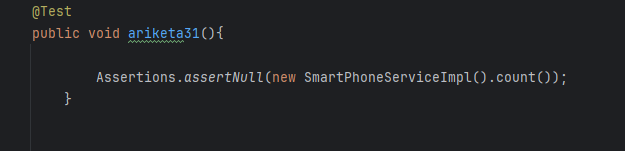 @Test
public void ariketa31(){
Assertions.assertNull(new SmartPhoneServiceImpl().count());
}